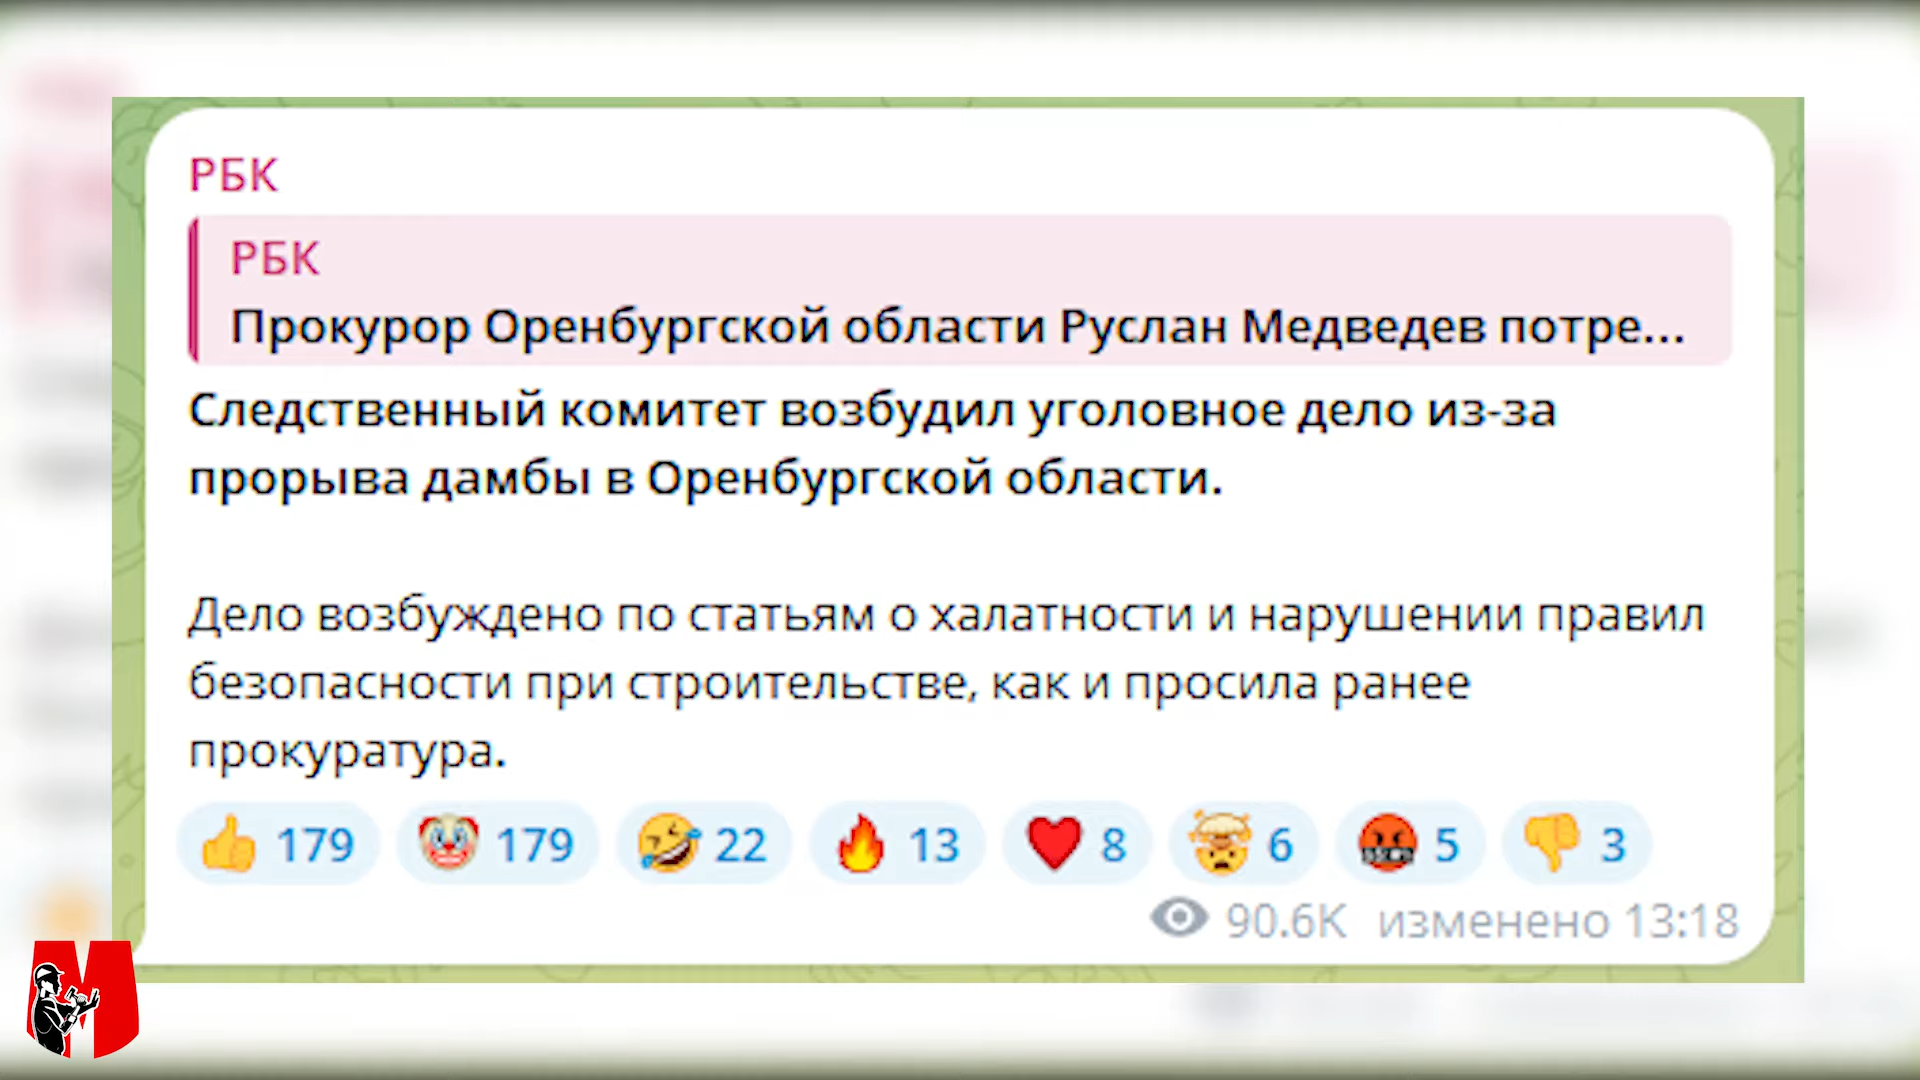 РБК
РБК
Прокурор Оренбургской области Руслан Медведев потре...
Следственный комитет возбудил уголовное дело из-за
прорыва дамбы в Оренбургской области.
Дело возбуждено по статьям о халатности и нарушении правил
безопасности при строительстве, как и просила ранее
прокуратура.
👍 179 🤡 179 🤣 22 🔥 13 ❤ 8 🤯 6 🤬 5 👎 3
90.6K изменено 13:18
М